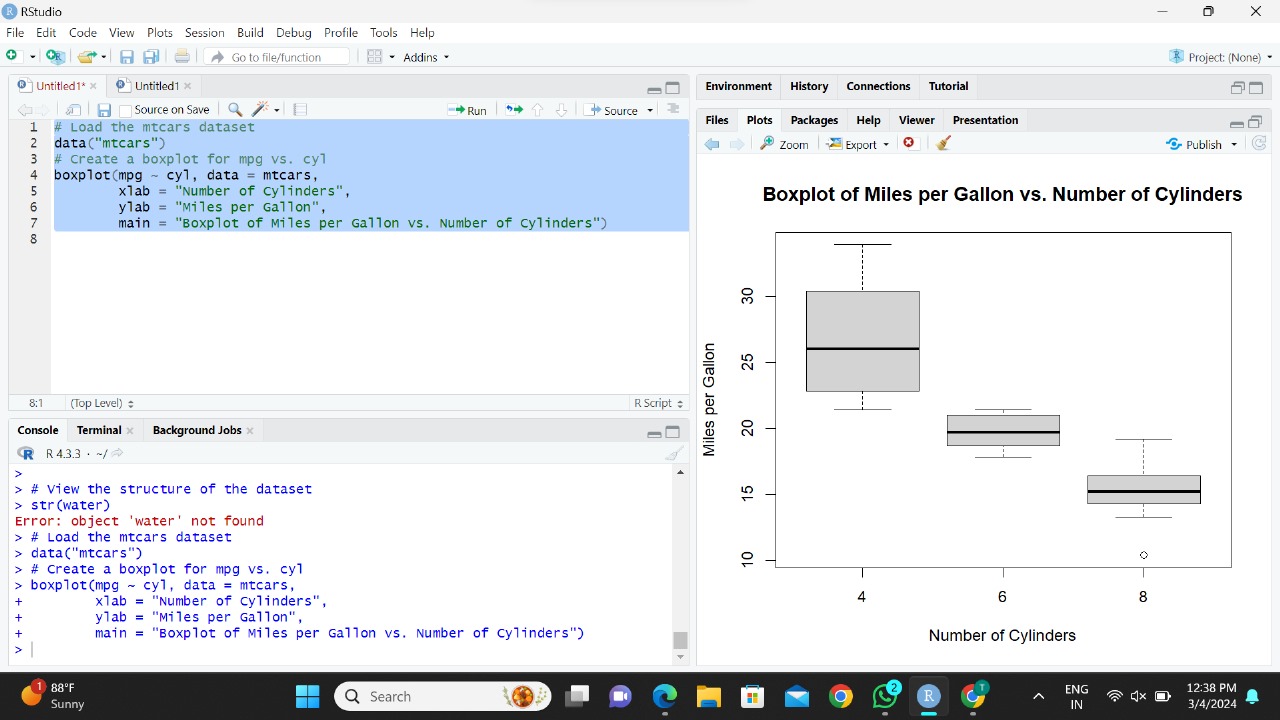 RStudio
File Edit Code View Plots Session Build Debug Profile Tools Help
Go to file/function Addins Project: (None)
Untitled1* Untitled1
Source on Save Run Source
1 # Load the mtcars dataset
2 data("mtcars")
3 # Create a boxplot for mpg vs. cyl
4 boxplot(mpg ~ cyl, data = mtcars,
5 xlab = "Number of Cylinders",
6 ylab = "Miles per Gallon",
7 main = "Boxplot of Miles per Gallon vs. Number of Cylinders")
8
8:1 (Top Level) R Script
Console Terminal Background Jobs
R 4.3.3 · ~/
>
> # View the structure of the dataset
> str(water)
Error: object 'water' not found
> # Load the mtcars dataset
> data("mtcars")
> # Create a boxplot for mpg vs. cyl
> boxplot(mpg ~ cyl, data = mtcars,
+ xlab = "Number of Cylinders",
+ ylab = "Miles per Gallon",
+ main = "Boxplot of Miles per Gallon vs. Number of Cylinders")
>
Environment History Connections Tutorial
Files Plots Packages Help Viewer Presentation
Zoom Export Publish
Boxplot of Miles per Gallon vs. Number of Cylinders
Miles per Gallon
30
25
20
15
10
4 6 8
Number of Cylinders
1 88°F
Sunny
Search
2
T
ENG
IN
12:38 PM
3/4/2024